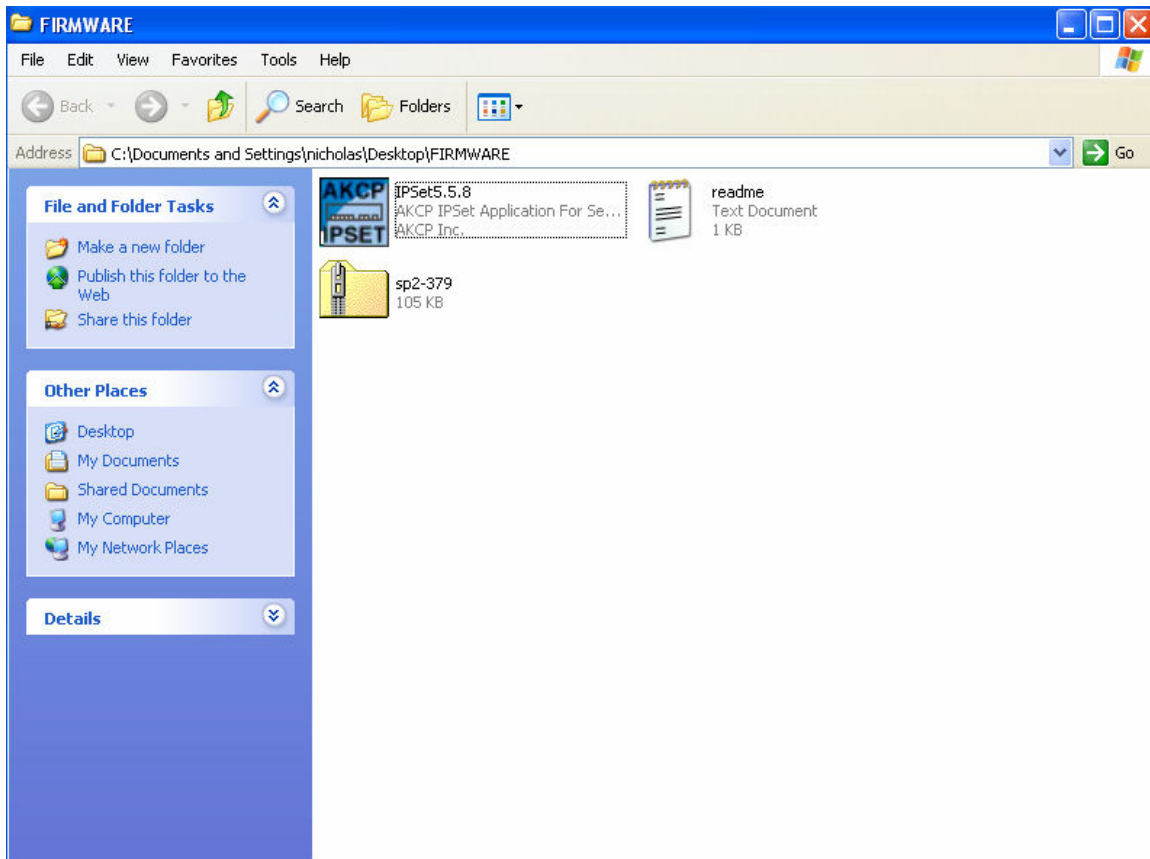 FIRMWARE
File Edit View Favorites Tools Help
Back Search Folders
Address C:\Documents and Settings\nicholas\Desktop\FIRMWARE Go
File and Folder Tasks
Make a new folder
Publish this folder to the
Web
Share this folder
Other Places
Desktop
My Documents
Shared Documents
My Computer
My Network Places
Details
AKCP
IPSET
IPSet5.5.8
AKCP IPSet Application For Se...
AKCP Inc.
readme
Text Document
1 KB
sp2-379
105 KB